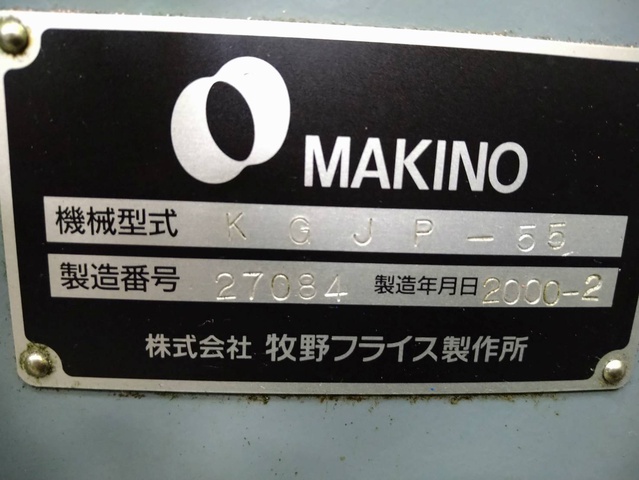 MAKINO
機械型式 KGJP-55
製造番号 27084 製造年月日 2000-2
株式会社 牧野フライス製作所